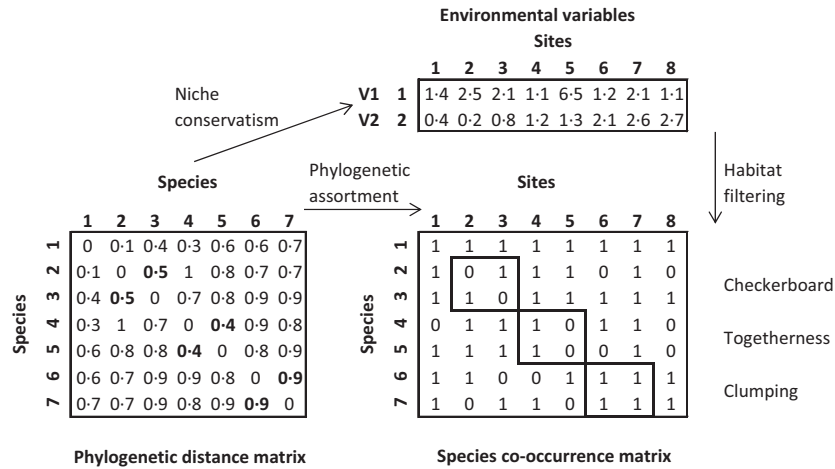 Environmental variables
Sites
1 2 3 4 5 6 7 8
V1 1 1·4 2·5 2·1 1·1 6·5 1·2 2·1 1·1
V2 2 0·4 0·2 0·8 1·2 1·3 2·1 2·6 2·7
Niche
conservatism
Phylogenetic
assortment
Habitat
filtering
Species
1 2 3 4 5 6 7
Species
1 0 0·1 0·4 0·3 0·6 0·6 0·7
2 0·1 0 0·5 1 0·8 0·7 0·7
3 0·4 0·5 0 0·7 0·8 0·9 0·9
4 0·3 1 0·7 0 0·4 0·9 0·8
5 0·6 0·8 0·8 0·4 0 0·8 0·9
6 0·6 0·7 0·9 0·9 0·8 0 0·9
7 0·7 0·7 0·9 0·8 0·9 0·9 0
Phylogenetic distance matrix
Sites
1 2 3 4 5 6 7 8
Species
1 1 1 1 1 1 1 1 1
2 1 0 1 1 1 0 1 0
3 1 1 0 1 1 1 1 1
4 0 1 1 1 0 1 1 0
5 1 1 1 1 0 0 1 0
6 1 1 0 0 1 1 1 1
7 1 0 1 1 0 1 1 1
Checkerboard
Togetherness
Clumping
Species co-occurrence matrix